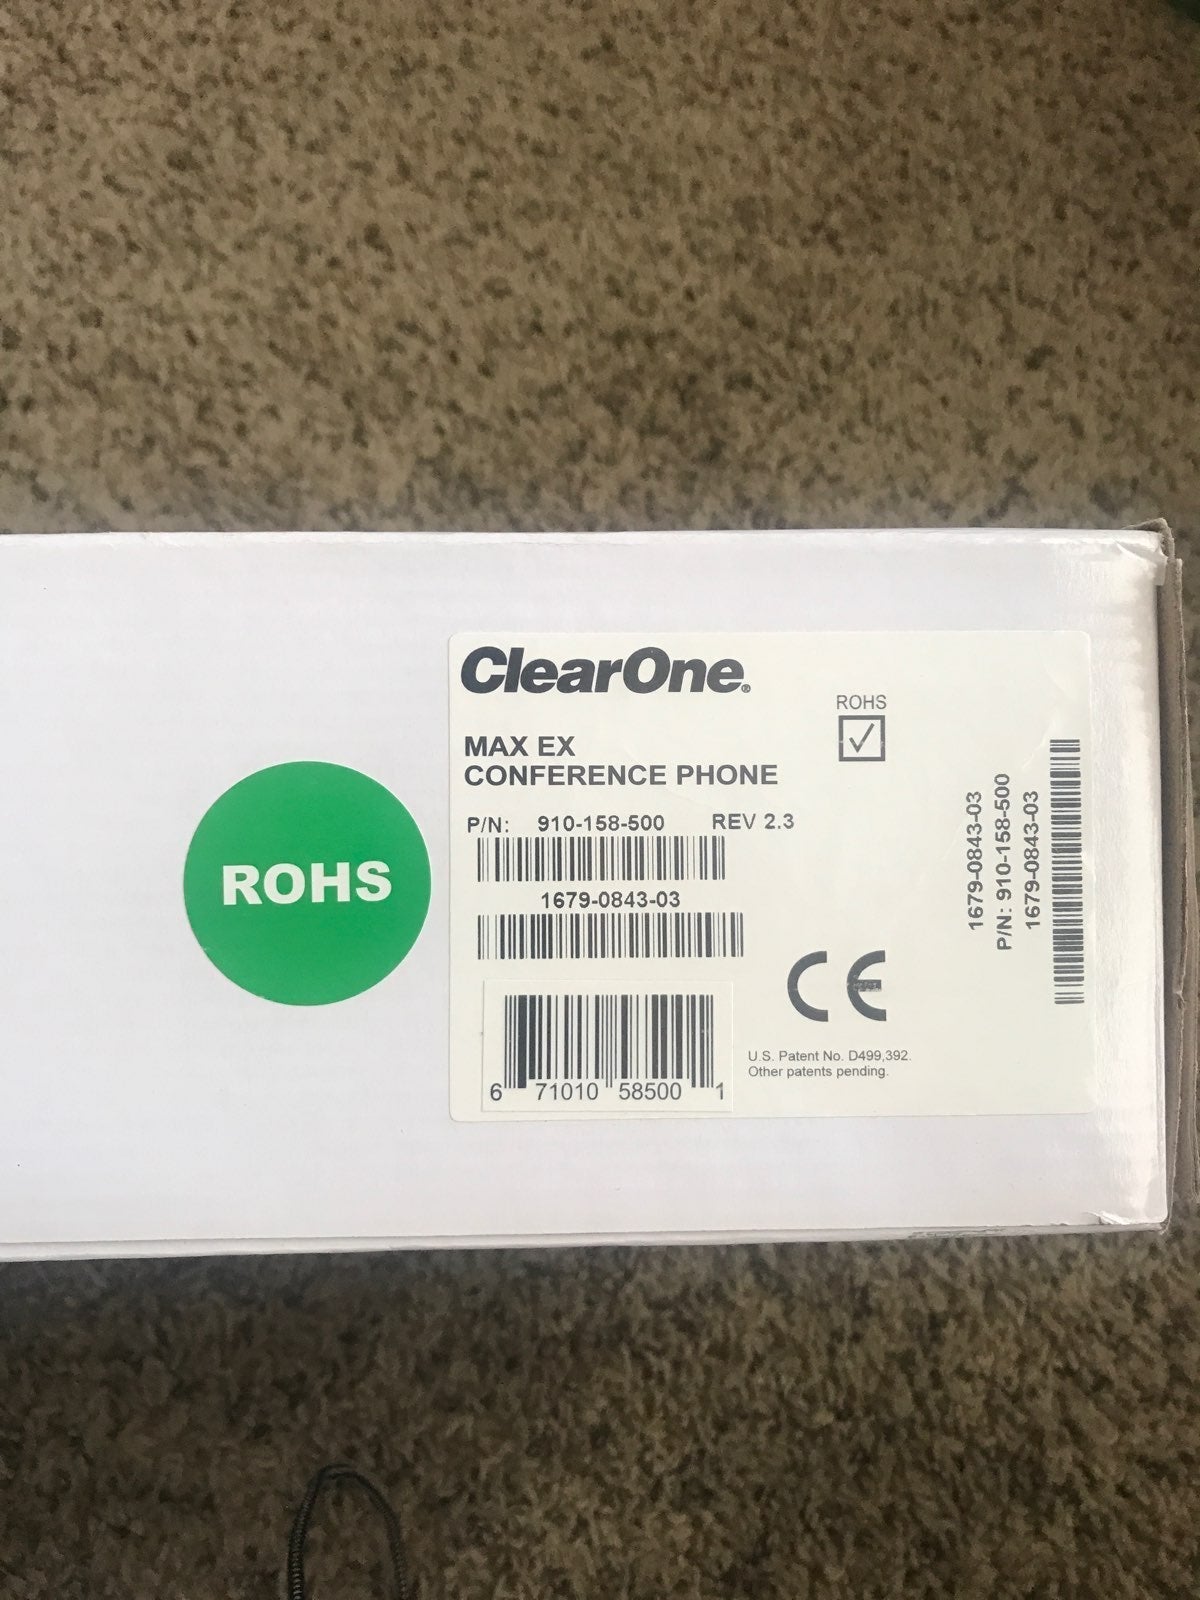 ClearOne®
ROHS
MAX EX
CONFERENCE PHONE
P/N: 910-158-500 REV 2.3
1679-0843-03
ROHS
CE
U.S. Patent No. D499,392.
Other patents pending.
6 71010 58500 1
1679-0843-03
P/N: 910-158-500
1679-0843-03